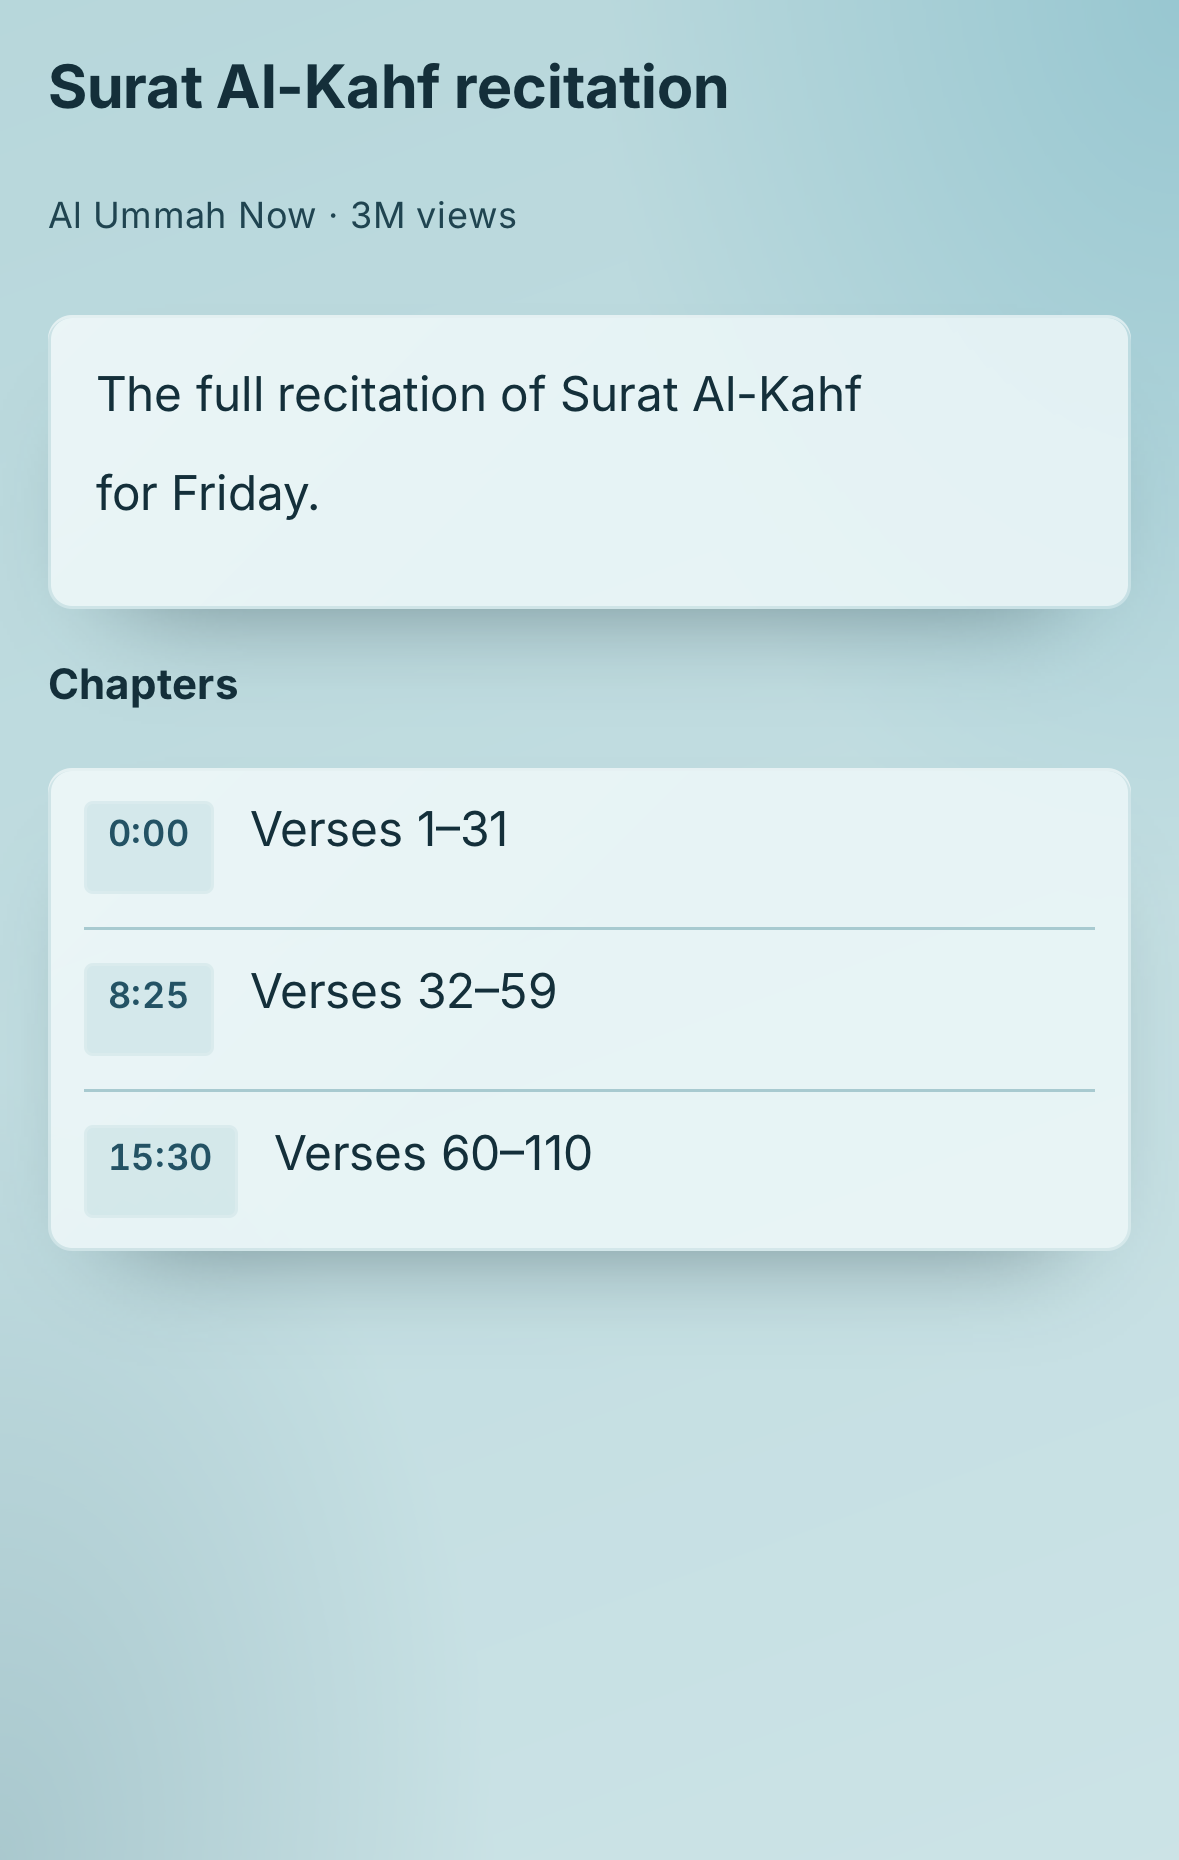 Surat Al-Kahf recitation
Al Ummah Now · 3M views
The full recitation of Surat Al-Kahf
for Friday.
Chapters
0:00 Verses 1–31
8:25 Verses 32–59
15:30 Verses 60–110